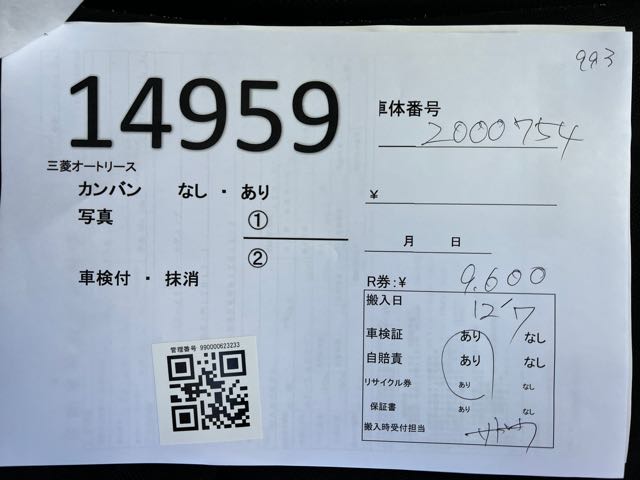 993
14959
車体番号 2000754
三菱オートリース
カンバン なし ・ あり
¥
写真 ①
②
月 日
車検付 ・ 抹消
R券:¥ 9,600
搬入日 12/7
車検証 あり なし
自賠責 あり なし
リサイクル券 あり なし
保証書 あり なし
搬入時受付担当 サトウ
管理番号 990000623233